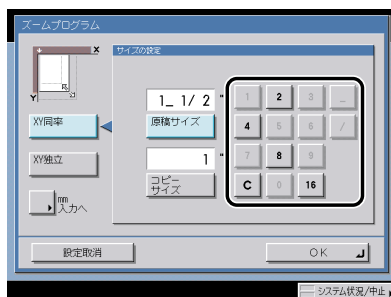 ズームプログラム
X
サイズの設定
Y
1_ 1/ 2 "
1 2 3 _
XY同率
原稿サイズ
4 5 6 /
XY独立
1 "
7 8 9
コピー
サイズ
C 0 16
mm
入力へ
設定取消
OK
システム状況/中止